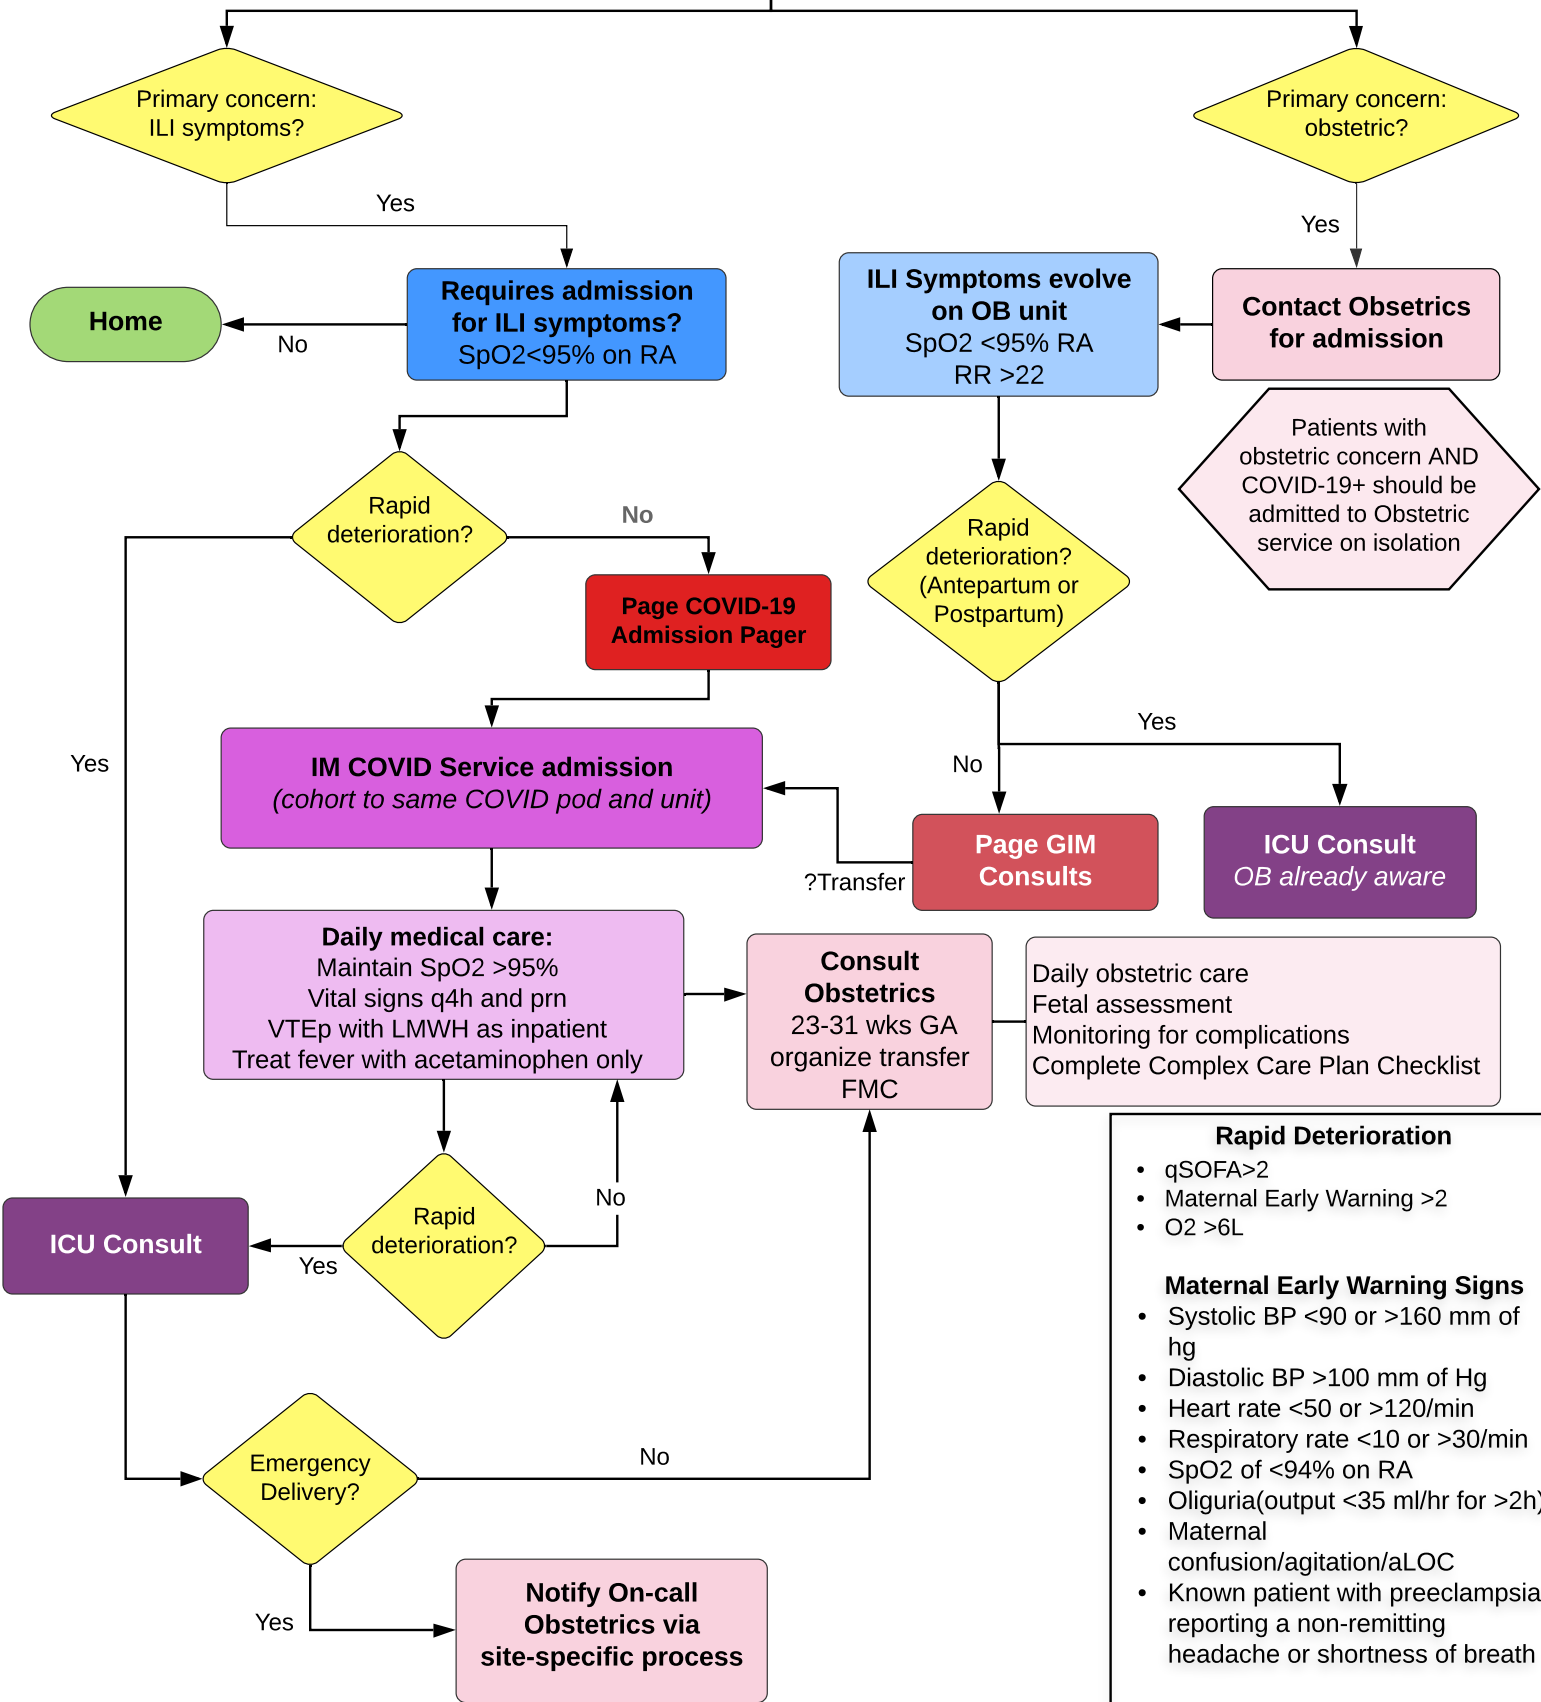 Primary concern:
ILI symptoms?
Primary concern:
obstetric?
Yes
Yes
Home
No
Requires admission
for ILI symptoms?
SpO2<95% on RA
ILI Symptoms evolve
on OB unit
SpO2 <95% RA
RR >22
Contact Obsetrics
for admission
Patients with
obstetric concern AND
COVID-19+ should be
admitted to Obstetric
service on isolation
Rapid
deterioration?
No
Rapid
deterioration?
(Antepartum or
Postpartum)
Page COVID-19
Admission Pager
Yes
Yes
No
IM COVID Service admission
(cohort to same COVID pod and unit)
?Transfer
Page GIM
Consults
ICU Consult
OB already aware
Daily medical care:
Maintain SpO2 >95%
Vital signs q4h and prn
VTEp with LMWH as inpatient
Treat fever with acetaminophen only
Consult
Obstetrics
23-31 wks GA
organize transfer
FMC
Daily obstetric care
Fetal assessment
Monitoring for complications
Complete Complex Care Plan Checklist
ICU Consult
Yes
Rapid
deterioration?
No
Rapid Deterioration
• qSOFA>2
• Maternal Early Warning >2
• O2 >6L
Maternal Early Warning Signs
• Systolic BP <90 or >160 mm of
hg
• Diastolic BP >100 mm of Hg
• Heart rate <50 or >120/min
• Respiratory rate <10 or >30/min
• SpO2 of <94% on RA
• Oliguria(output <35 ml/hr for >2h)
• Maternal
confusion/agitation/aLOC
• Known patient with preeclampsia
reporting a non-remitting
headache or shortness of breath
Emergency
Delivery?
No
Yes
Notify On-call
Obstetrics via
site-specific process